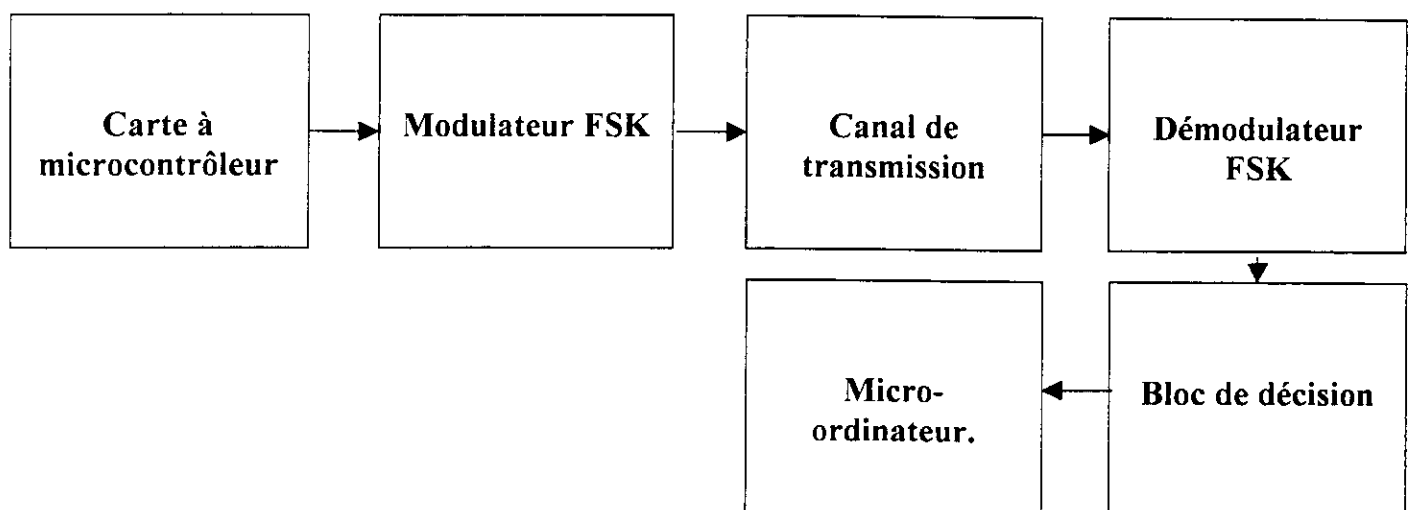 Carte à
microcontrôleur
Modulateur FSK
Canal de
transmission
Démodulateur
FSK
Bloc de décision
Micro-
ordinateur.